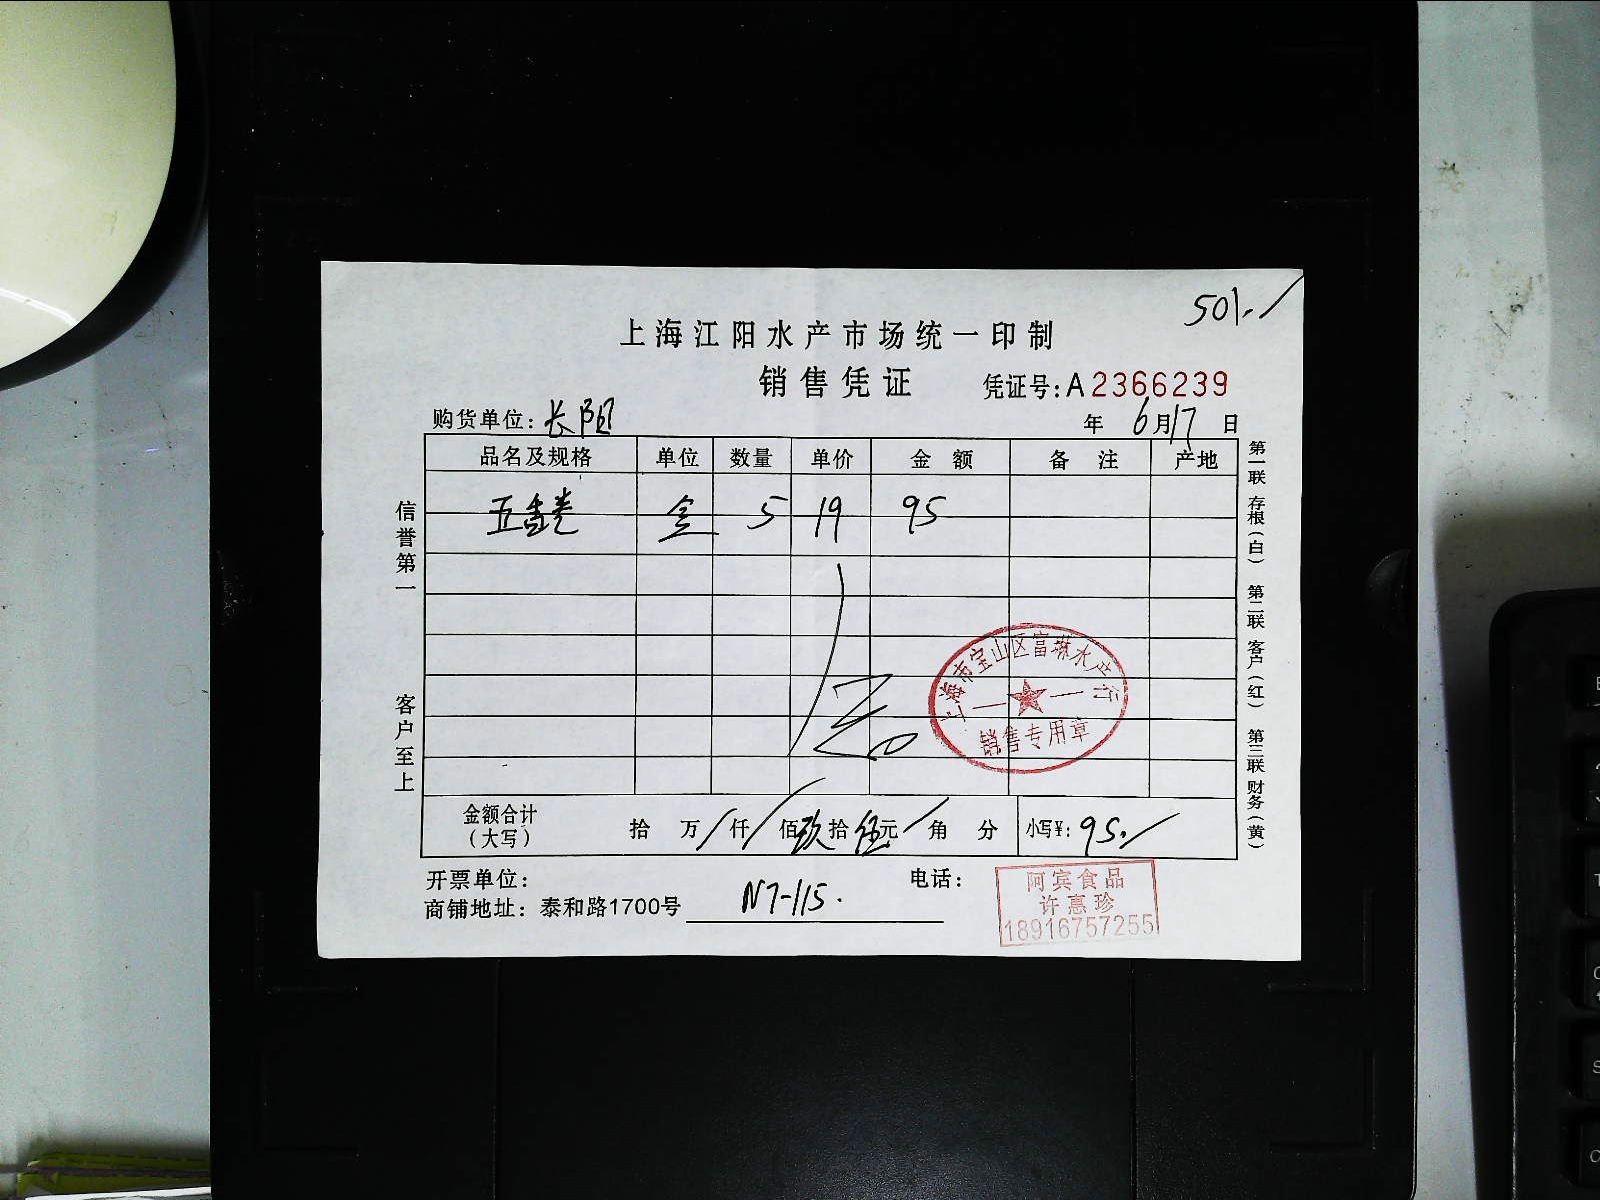 501./
上海江阳水产市场统一印制
销售凭证
凭证号:A2366239
购货单位:长阳
年 6月17日
品名及规格 单位 数量 单价 金额 备注 产地
五香卷 盒 5 19 95
信誉第一
客户至上
第一联 存根(白) 第二联 客户(红) 第三联 财务(黄)
上海市宝山区富琳水产行
销售专用章
金额合计(大写) 拾 万 仟 佰 玖拾 伍元 角 分 小写¥: 95./
开票单位: 电话:
商铺地址:泰和路1700号 N7-115.
阿宾食品
许惠珍
18916757255